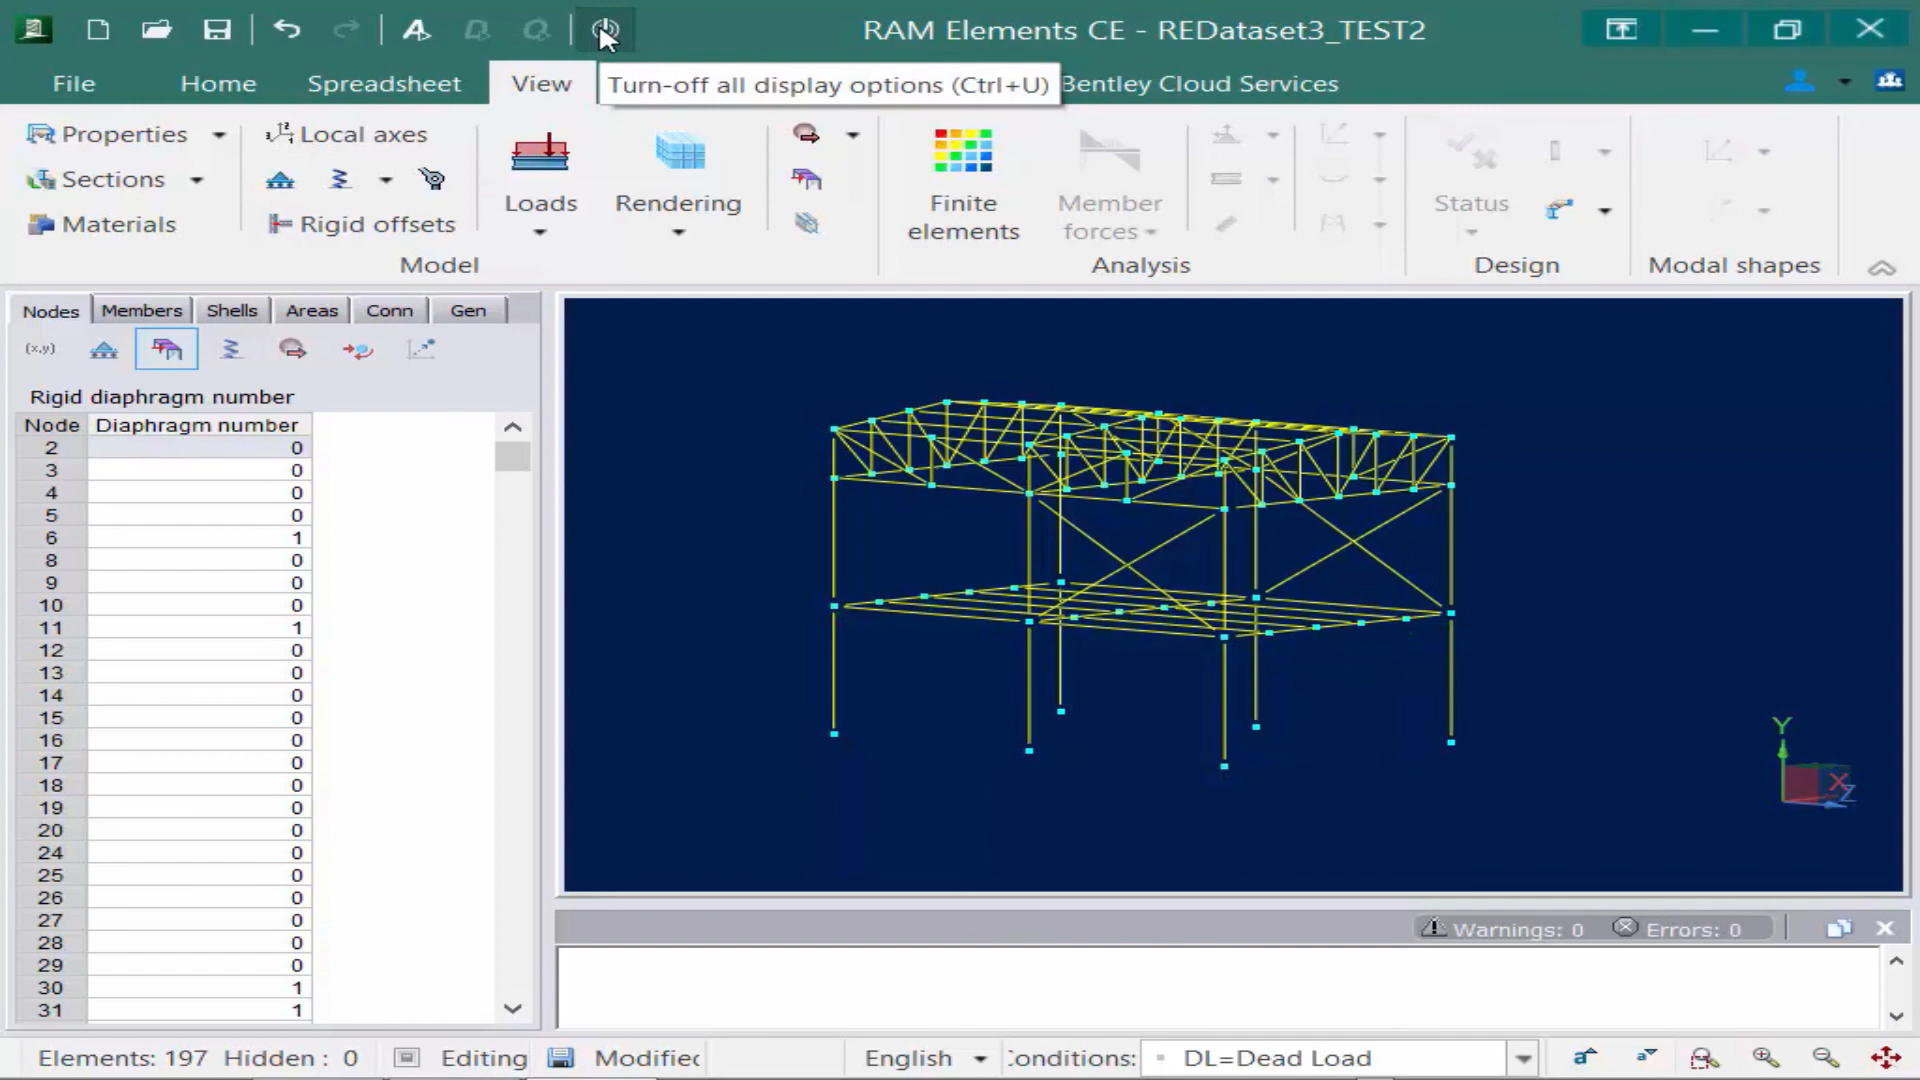 RAM Elements CE - REDataset3_TEST2
File Home Spreadsheet View Turn-off all display options (Ctrl+U) Bentley Cloud Services
Properties
Sections
Materials
Local axes
Rigid offsets
Model
Loads
Rendering
Finite elements
Member forces
Analysis
Status
Design
Modal shapes
Nodes Members Shells Areas Conn Gen
(x,y)
Rigid diaphragm number
Node Diaphragm number
2 0
3 0
4 0
5 0
6 1
8 0
9 0
10 0
11 1
12 0
13 0
14 0
15 0
16 0
17 0
18 0
19 0
20 0
24 0
25 0
26 0
27 0
28 0
29 0
30 1
31 1
Y
X
Z
Warnings: 0 Errors: 0
Elements: 197 Hidden : 0 Editing Modified English Conditions: DL=Dead Load